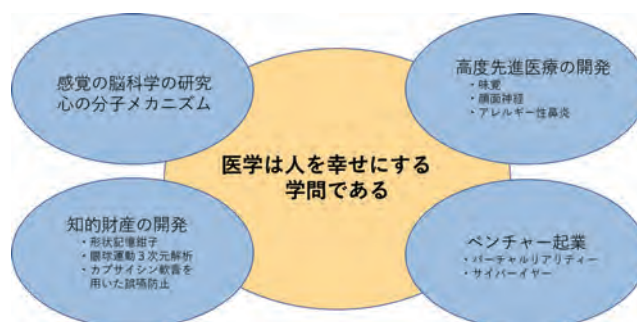 感覚の脳科学の研究
心の分子メカニズム
高度先進医療の開発
・味覚
・顔面神経
・アレルギー性鼻炎
医学は人を幸せにする
学問である
知的財産の開発
・形状記憶鉗子
・眼球運動３次元解析
・カプサイシン軟膏を
用いた誤嚥防止
ベンチャー起業
・バーチャルリアリティー
・サイバーイヤー